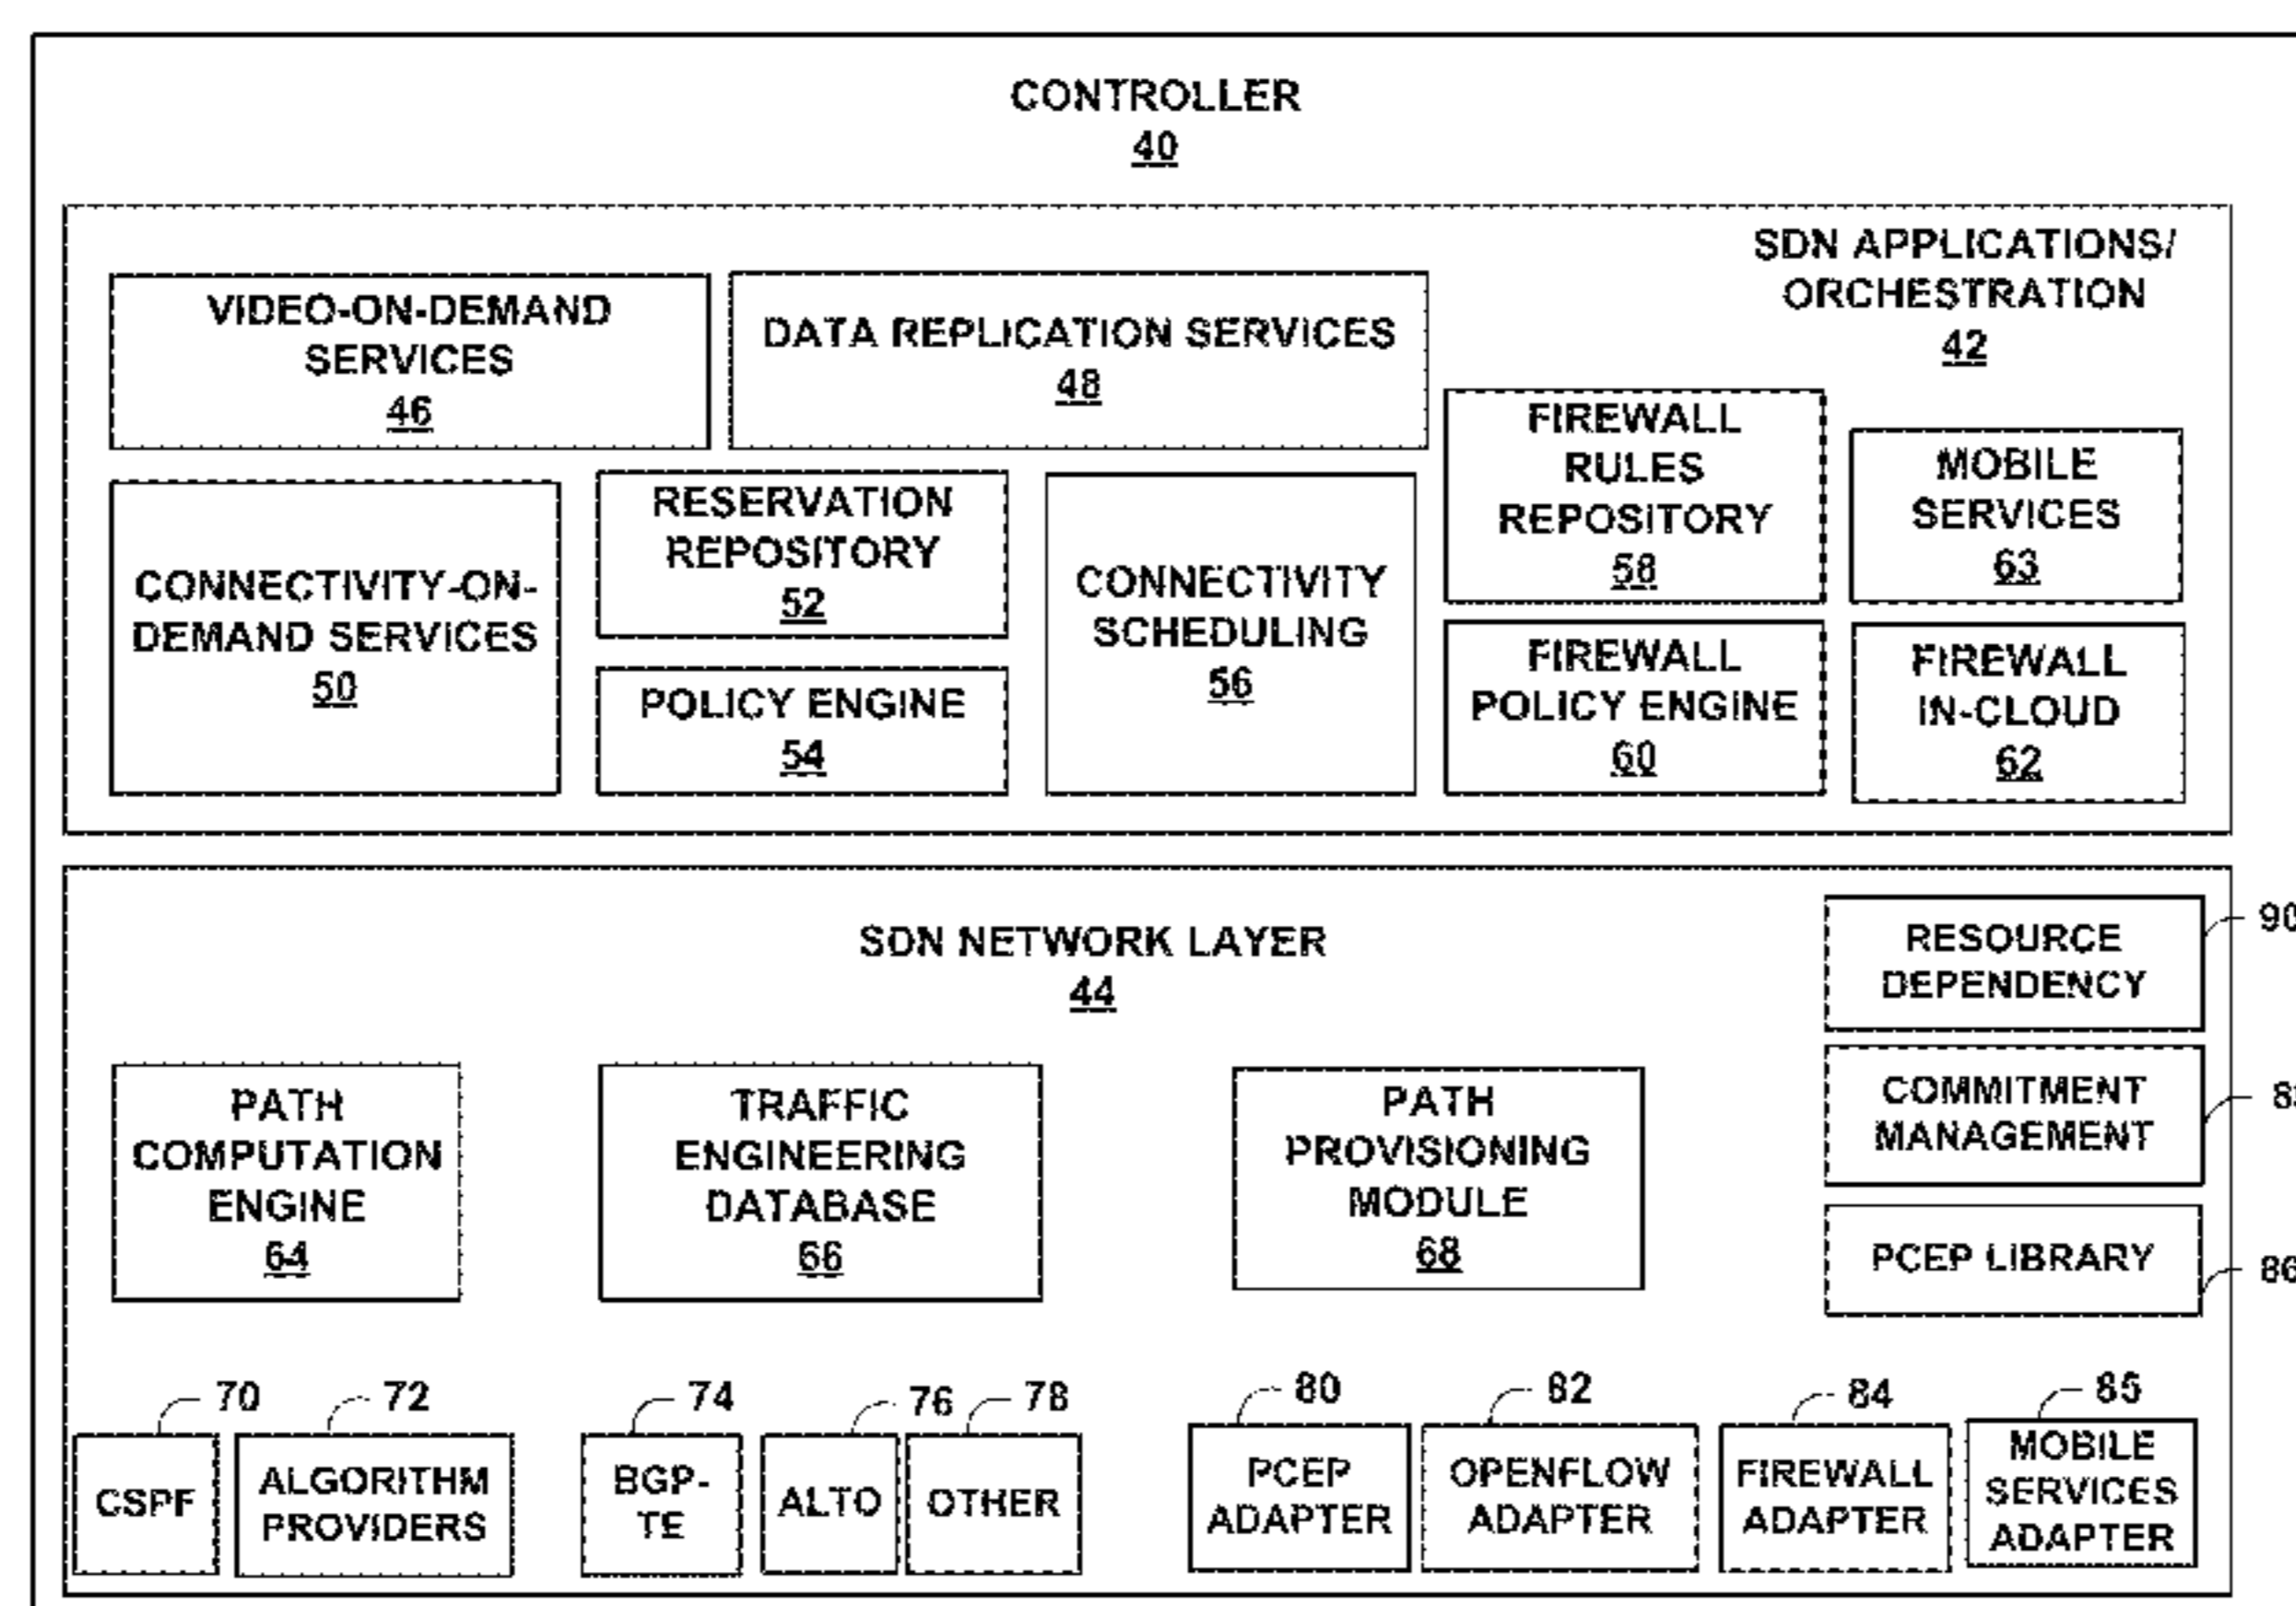 CONTROLLER
40
SDN APPLICATIONS/
ORCHESTRATION
42
VIDEO-ON-DEMAND
SERVICES
46
DATA REPLICATION SERVICES
48
CONNECTIVITY-ON-
DEMAND SERVICES
50
RESERVATION
REPOSITORY
52
POLICY ENGINE
54
CONNECTIVITY
SCHEDULING
56
FIREWALL
RULES
REPOSITORY
58
FIREWALL
POLICY ENGINE
60
MOBILE
SERVICES
63
FIREWALL
IN-CLOUD
62
SDN NETWORK LAYER
44
RESOURCE
DEPENDENCY
90
COMMITMENT
MANAGEMENT
PCEP LIBRARY
86
PATH
COMPUTATION
ENGINE
64
TRAFFIC
ENGINEERING
DATABASE
66
PATH
PROVISIONING
MODULE
68
70
CSPF
72
ALGORITHM
PROVIDERS
74
BGP-
TE
76
ALTO
78
OTHER
80
PCEP
ADAPTER
82
OPENFLOW
ADAPTER
84
FIREWALL
ADAPTER
85
MOBILE
SERVICES
ADAPTER